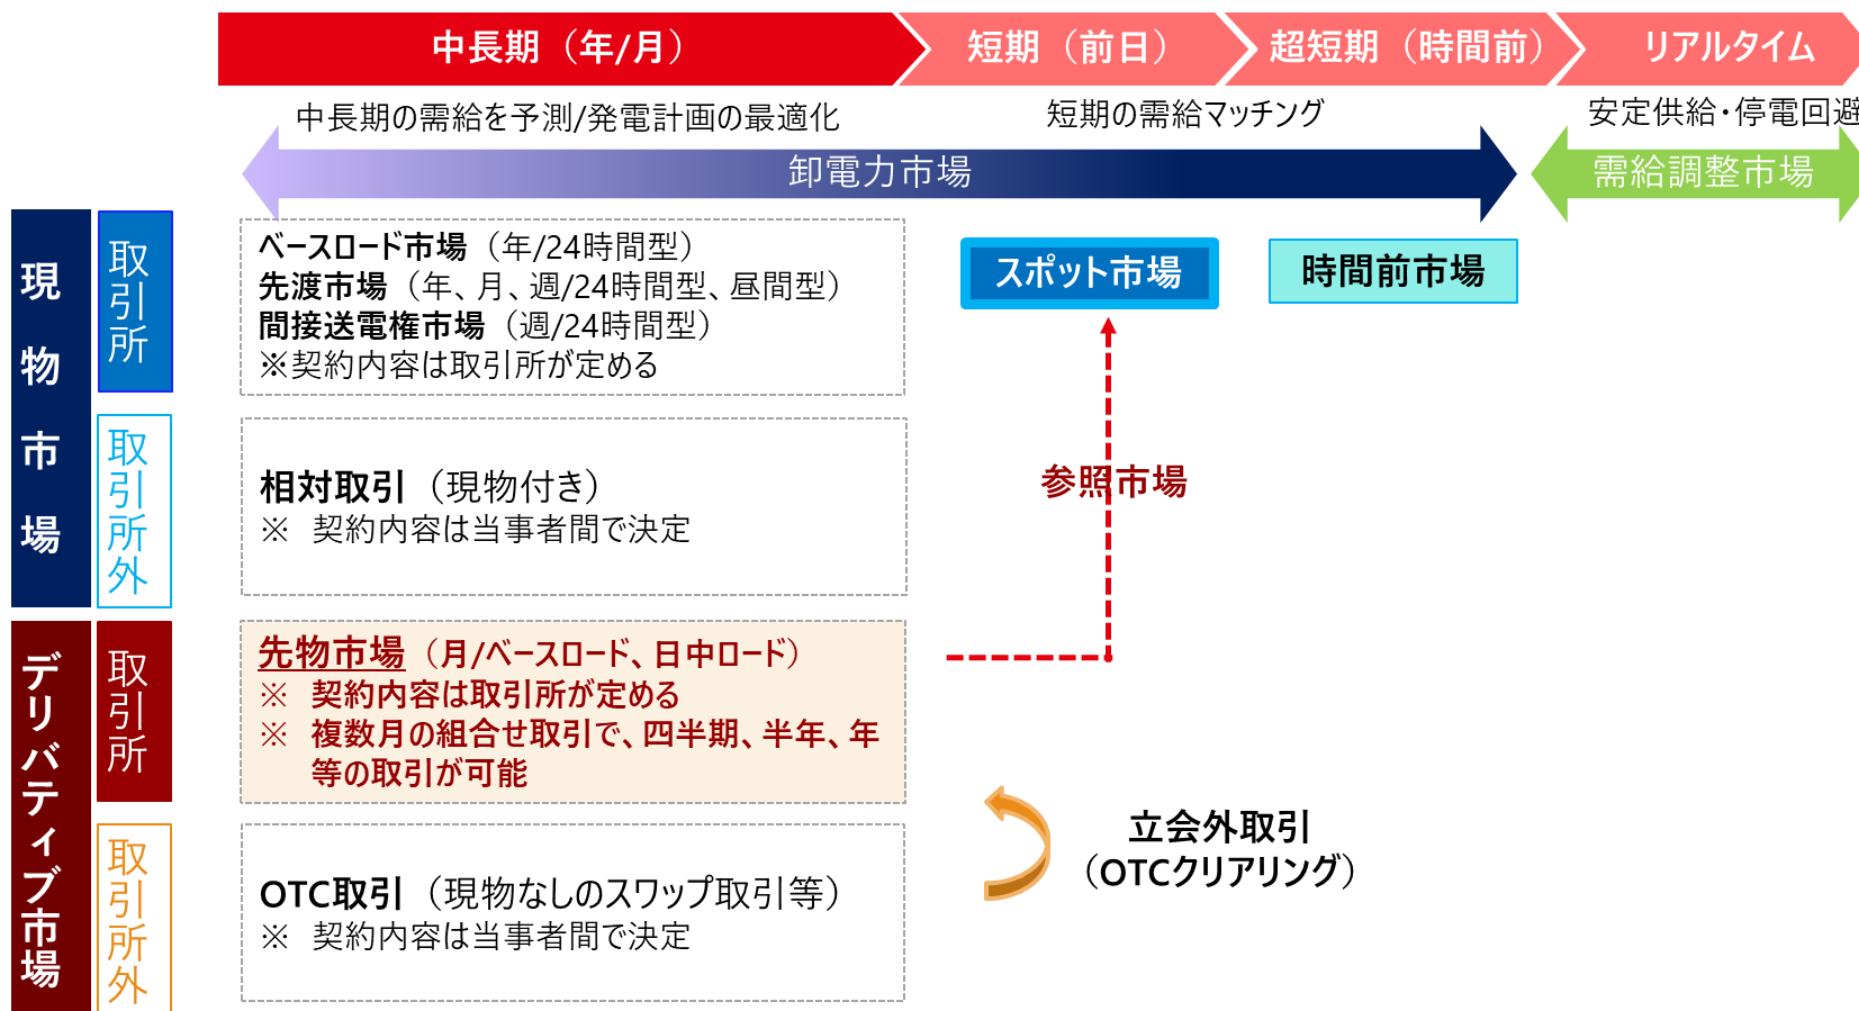 中長期（年/月）
短期（前日）
超短期（時間前）
リアルタイム
中長期の需給を予測/発電計画の最適化
短期の需給マッチング
安定供給・停電回避
卸電力市場
需給調整市場
現物市場
取引所
ベースロード市場（年/24時間型）
先渡市場（年、月、週/24時間型、昼間型）
間接送電権市場（週/24時間型）
※契約内容は取引所が定める
スポット市場
時間前市場
取引所外
相対取引（現物付き）
※ 契約内容は当事者間で決定
参照市場
デリバティブ市場
取引所
先物市場（月/ベースロード、日中ロード）
※ 契約内容は取引所が定める
※ 複数月の組合せ取引で、四半期、半年、年
等の取引が可能
立会外取引
（OTCクリアリング）
取引所外
OTC取引（現物なしのスワップ取引等）
※ 契約内容は当事者間で決定